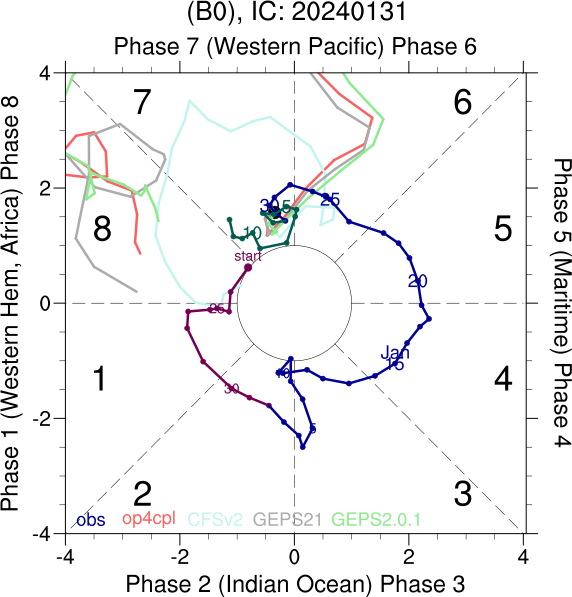 (B0), IC: 20240131
Phase 7 (Western Pacific) Phase 6
4
7
6
2
30
5
25
8
10
5
start
20
0
25
Jan
15
10
1
4
30
-2
5
2
3
obs op4cpl CFSv2 GEPS21 GEPS2.0.1
-4
-4 -2 0 2 4
Phase 2 (Indian Ocean) Phase 3
Phase 1 (Western Hem, Africa) Phase 8
Phase 5 (Maritime) Phase 4